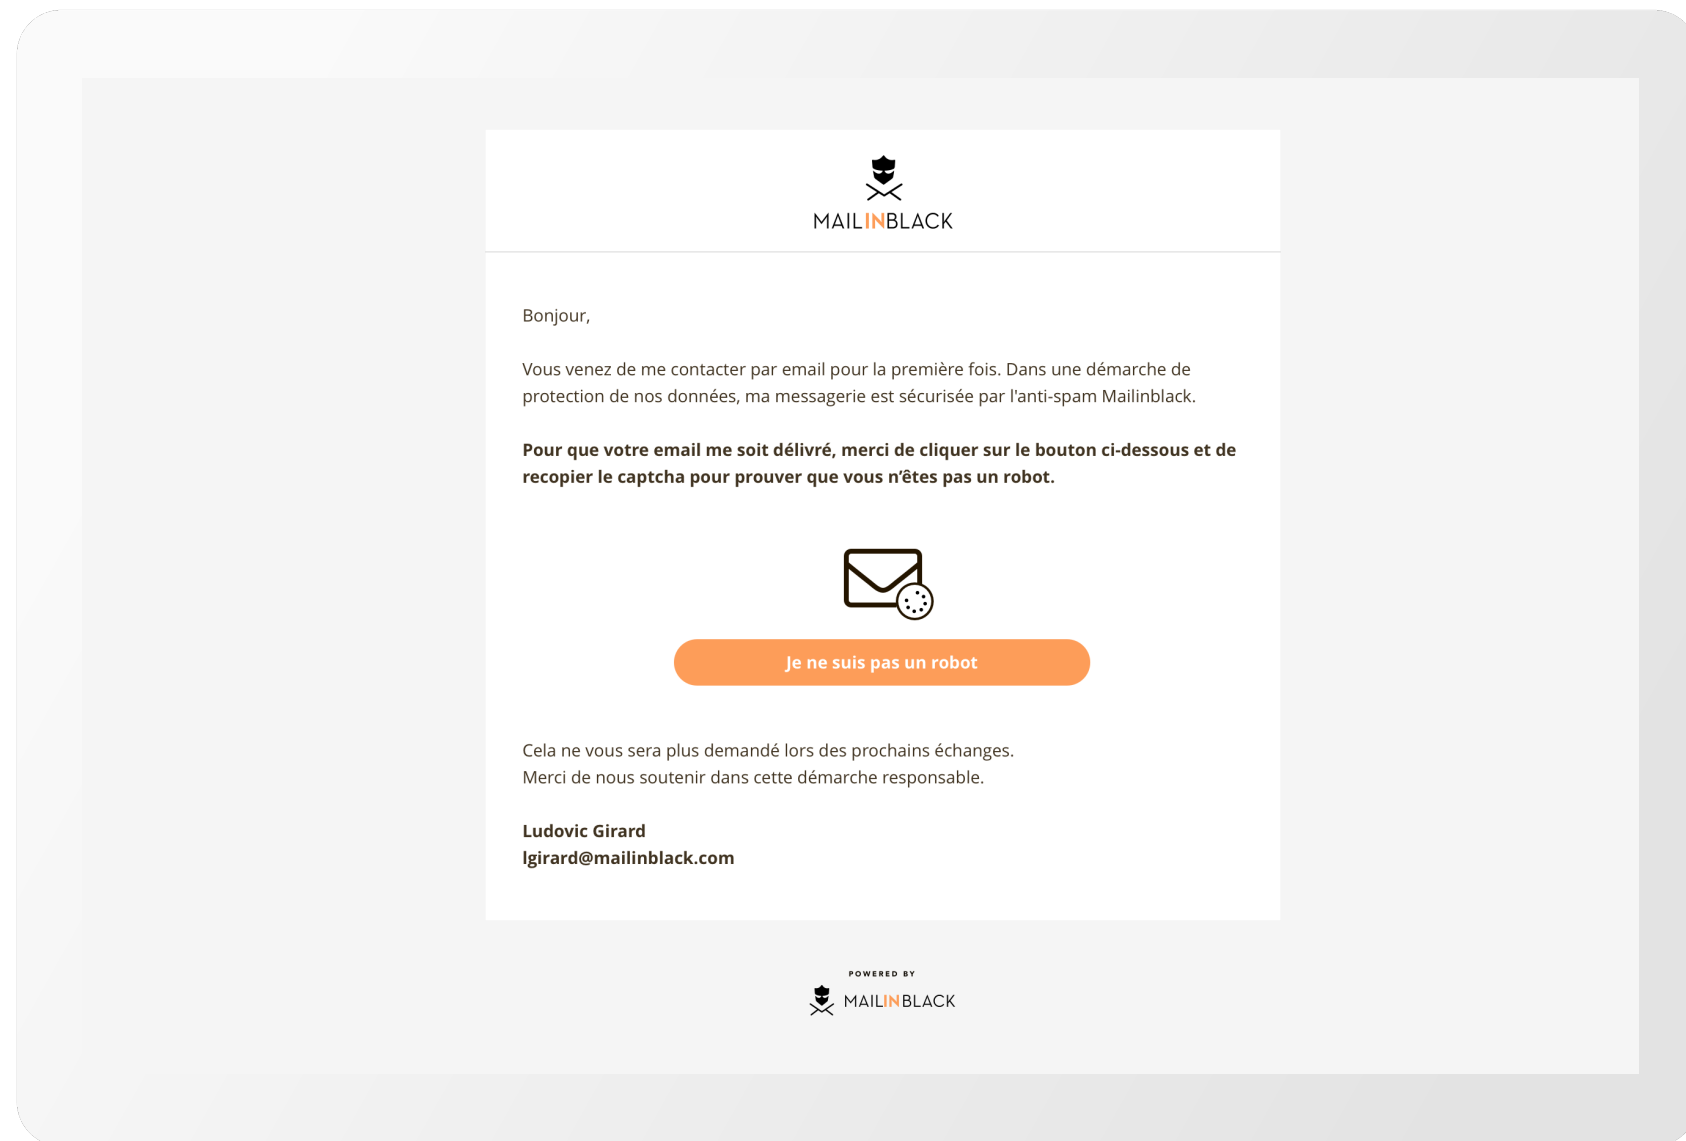 MAILINBLACK
Bonjour,
Vous venez de me contacter par email pour la première fois. Dans une démarche de
protection de nos données, ma messagerie est sécurisée par l'anti-spam Mailinblack.
Pour que votre email me soit délivré, merci de cliquer sur le bouton ci-dessous et de
recopier le captcha pour prouver que vous n’êtes pas un robot.
Je ne suis pas un robot
Cela ne vous sera plus demandé lors des prochains échanges.
Merci de nous soutenir dans cette démarche responsable.
Ludovic Girard
lgirard@mailinblack.com
POWERED BY
MAILINBLACK